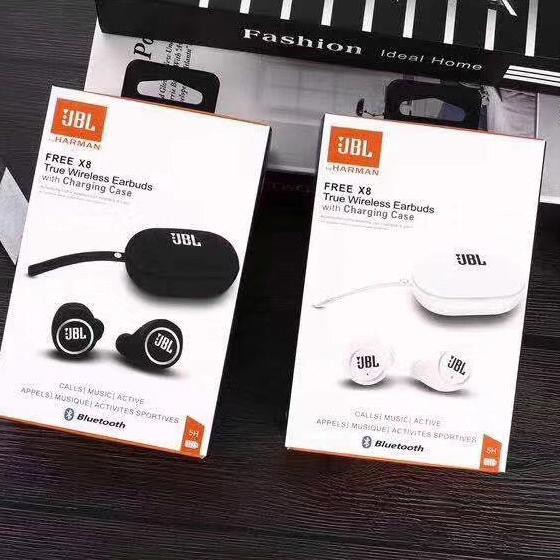 Fashion Ideal Home
JBL
by HARMAN
FREE X8
True Wireless Earbuds
with Charging Case
JBL
JBL
JBL
CALLS| MUSIC| ACTIVE
APPELS| MUSIQUE| ACTIVITES SPORTIVES
Bluetooth
5H
JBL
by HARMAN
FREE X8
True Wireless Earbuds
with Charging Case
JBL
JBL
JBL
CALLS| MUSIC| ACTIVE
APPELS| MUSIQUE| ACTIVITES SPORTIVES
Bluetooth
5H